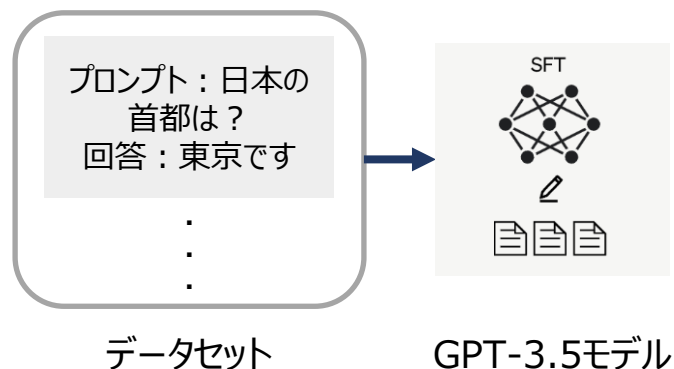 プロンプト：日本の
首都は？
回答：東京です
.
.
.
SFT
データセット
GPT-3.5モデル